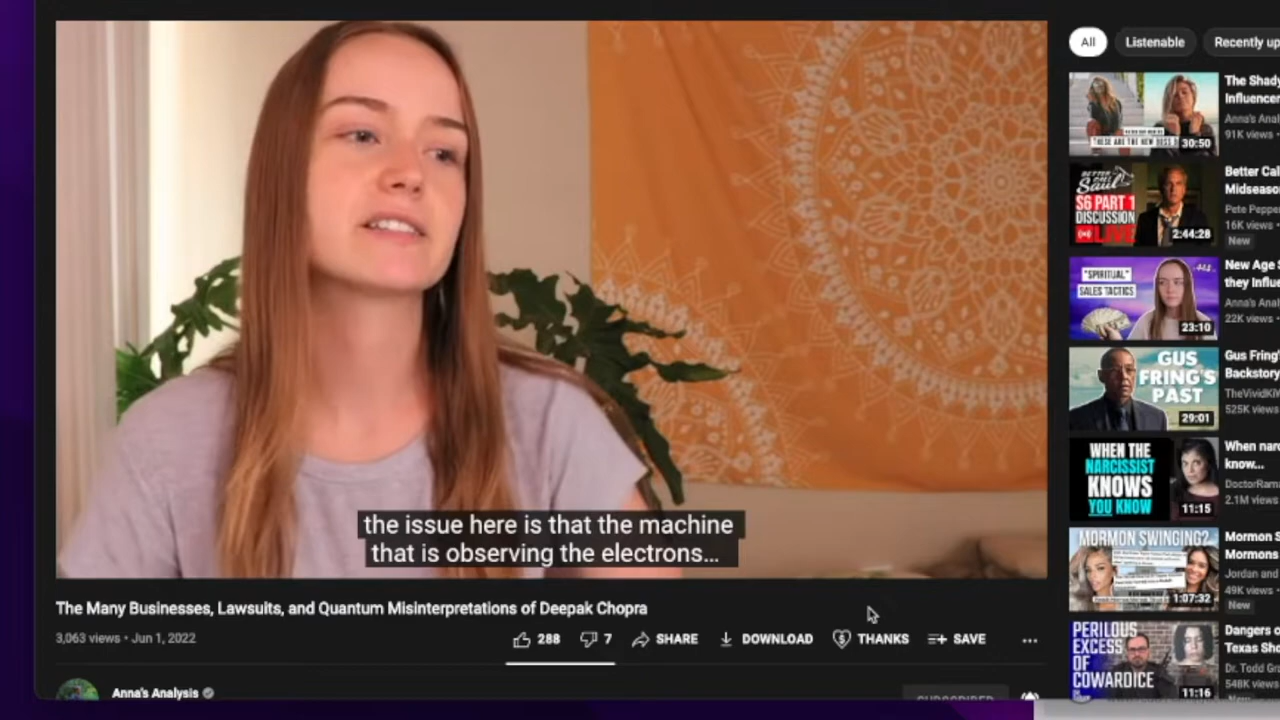 the issue here is that the machine
that is observing the electrons...
The Many Businesses, Lawsuits, and Quantum Misinterpretations of Deepak Chopra
3,063 views • Jun 1, 2022
288
7
SHARE
DOWNLOAD
THANKS
SAVE
Anna's Analysis
SUBSCRIBED
All
Listenable
Recently up
30:50
The Shady
Influencer
Anna's Anal
91K views •
BETTER CALL
Saul
S6 PART 1
DISCUSSION
LIVE
2:44:28
Better Cal
Midseaso
Pete Peppe
16K views •
New
"SPIRITUAL"
SALES TACTICS
23:10
New Age S
they Influe
Anna's Anal
22K views •
GUS
FRING'S
PAST
29:01
Gus Fring'
Backstory
TheVividKi
525K views
WHEN THE
NARCISSIST
KNOWS
YOU KNOW
11:15
When narc
know...
DoctorRama
2.1M views
MORMON SWINGING?
1:07:32
Mormon S
Mormons
Jordan and
49K views •
New
PERILOUS
EXCESS
OF
COWARDICE
11:16
Dangers o
Texas Sho
Dr. Todd Gra
548K views